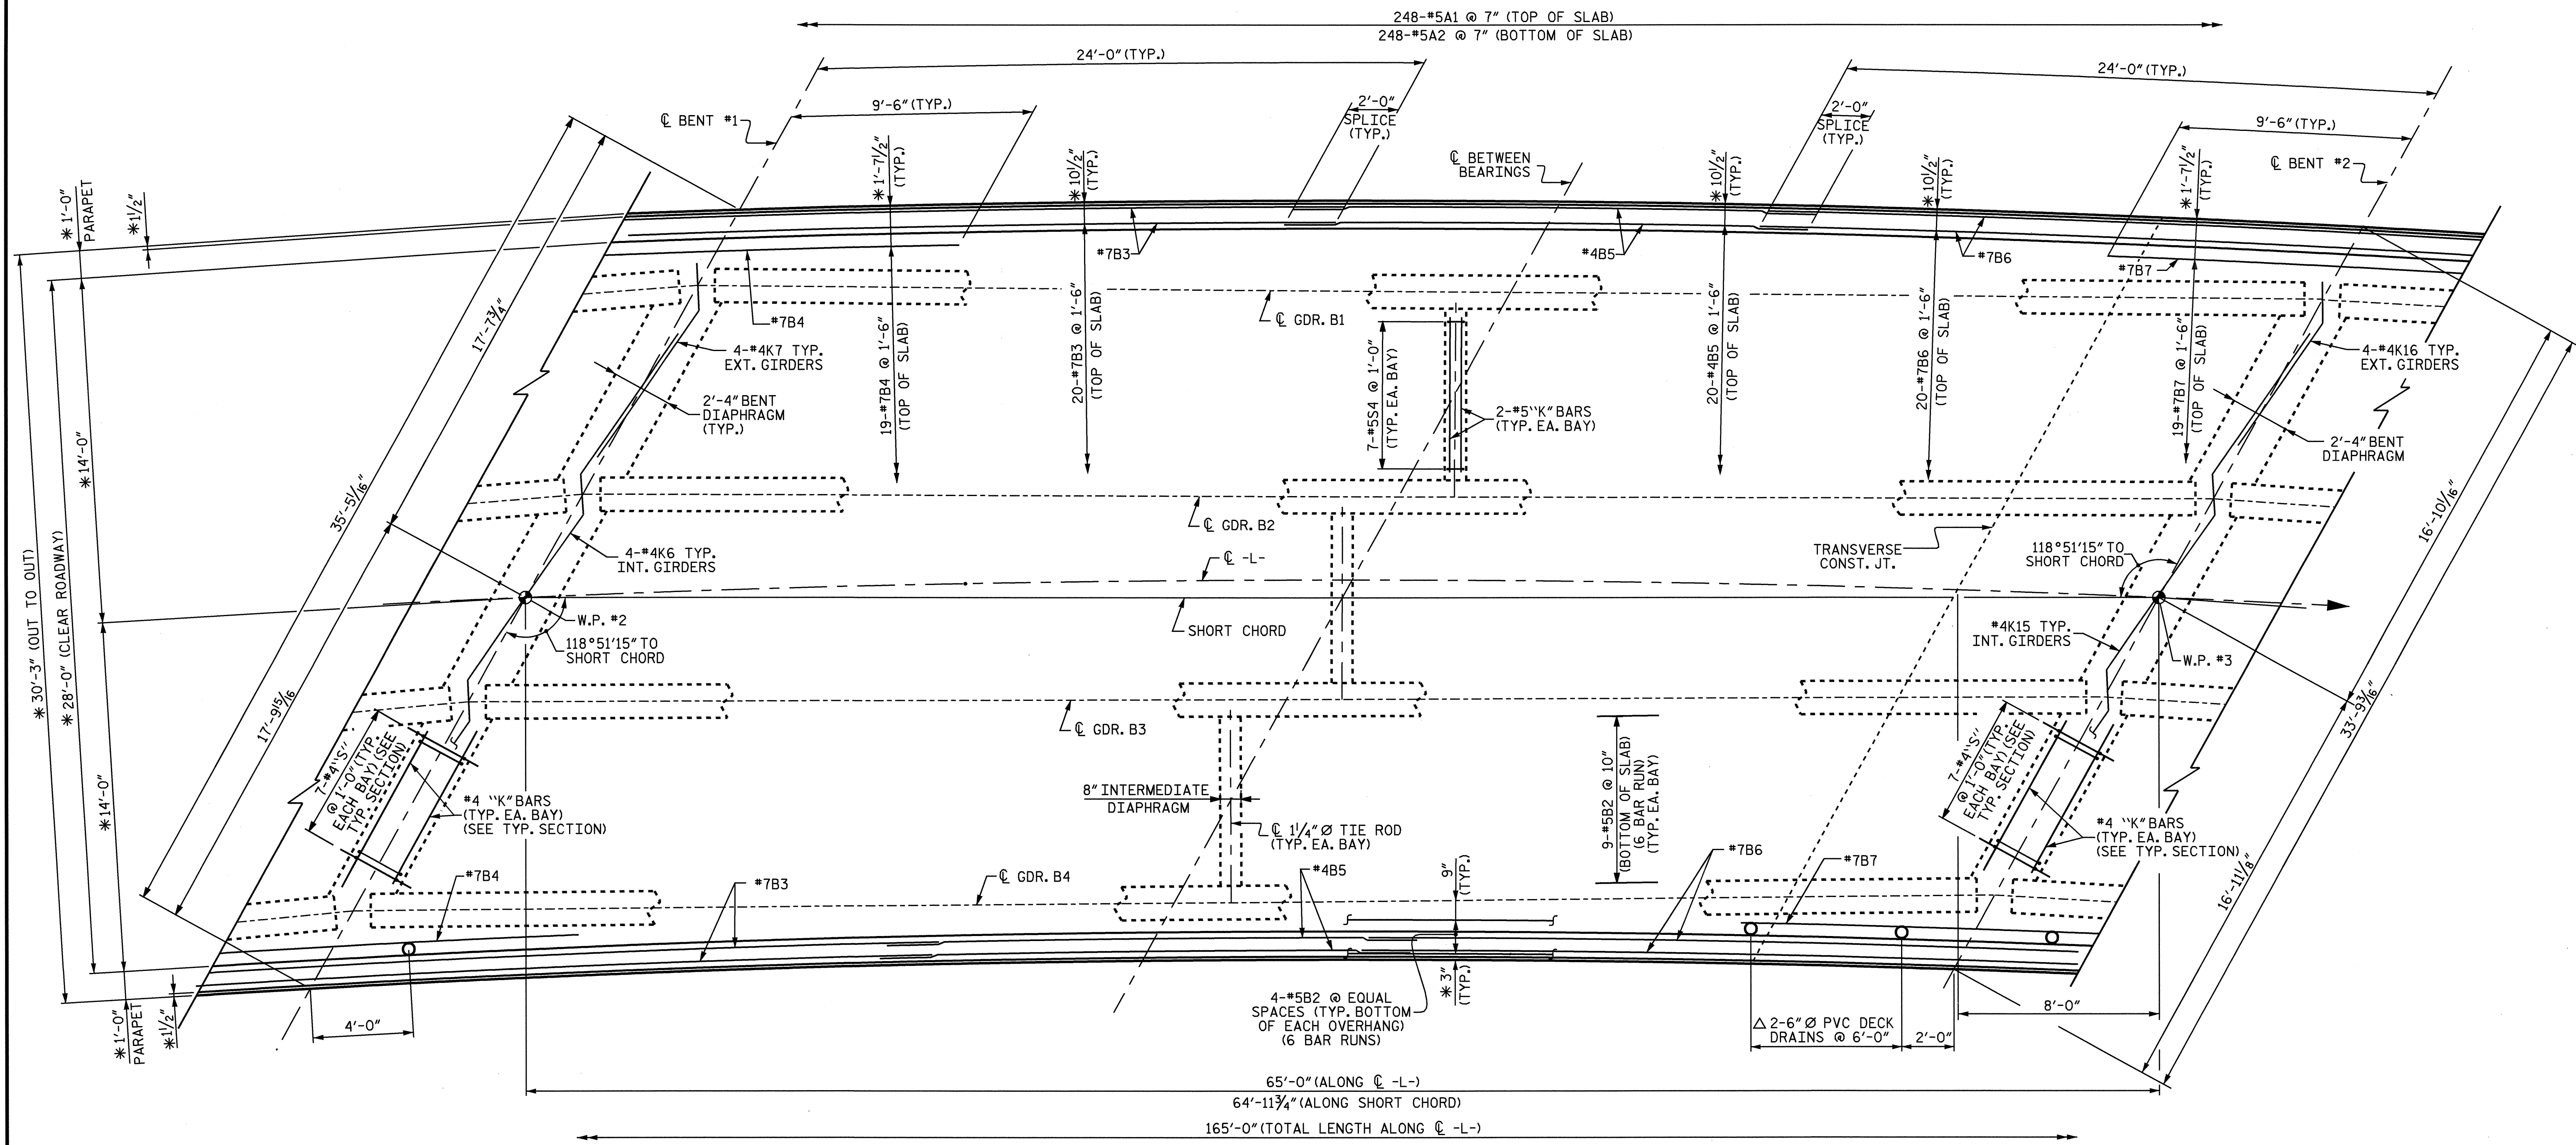 248-#5A1 @ 7" (TOP OF SLAB)
248-#5A2 @ 7" (BOTTOM OF SLAB)
24'-0" (TYP.)
24'-0" (TYP.)
9'-6" (TYP.)
2'-0"
SPLICE
(TYP.)
2'-0"
SPLICE
(TYP.)
9'-6" (TYP.)
℄ BENT #1
℄ BETWEEN
BEARINGS
℄ BENT #2
✳1'-0"
PARAPET
✳1½"
✳1'-7½"
(TYP.)
✳10½"
(TYP.)
✳10½"
(TYP.)
✳10½"
(TYP.)
✳1'-7½"
(TYP.)
#7B3
#4B5
#7B6
#7B7
#7B4
℄ GDR. B1
4-#4K7 TYP.
EXT. GIRDERS
2'-4" BENT
DIAPHRAGM
(TYP.)
19-#7B4 @ 1'-6"
(TOP OF SLAB)
20-#7B3 @ 1'-6"
(TOP OF SLAB)
7-#5S4 @ 1'-0"
(TYP. EA. BAY)
2-#5 "K" BARS
(TYP. EA. BAY)
20-#4B5 @ 1'-6"
(TOP OF SLAB)
20-#7B6 @ 1'-6"
(TOP OF SLAB)
19-#7B7 @ 1'-6"
(TOP OF SLAB)
4-#4K16 TYP.
EXT. GIRDERS
2'-4" BENT
DIAPHRAGM
17'-7¾"
35'-5 1/16"
17'-9 15/16"
✳30'-3" (OUT TO OUT)
✳28'-0" (CLEAR ROADWAY)
✳14'-0"
✳14'-0"
℄ GDR. B2
4-#4K6 TYP.
INT. GIRDERS
℄ -L-
TRANSVERSE
CONST. JT.
118°51'15" TO
SHORT CHORD
16'-10 1/16"
W.P. #2
118°51'15" TO
SHORT CHORD
SHORT CHORD
#4K15 TYP.
INT. GIRDERS
W.P. #3
33'-9 3/16"
16'-11⅛"
℄ GDR. B3
7-#4 "S"
@ 1'-0" (TYP.
EACH BAY) (SEE
TYP. SECTION)
#4 "K" BARS
(TYP. EA. BAY)
(SEE TYP. SECTION)
8" INTERMEDIATE
DIAPHRAGM
℄ 1¼" Ø TIE ROD
(TYP. EA. BAY)
9-#5B2 @ 10"
(BOTTOM OF SLAB)
(6 BAR RUN)
(TYP. EA. BAY)
7-#4 "S"
@ 1'-0" (TYP.
EACH BAY) (SEE
TYP. SECTION)
#4 "K" BARS
(TYP. EA. BAY)
(SEE TYP. SECTION)
#7B4
#7B3
℄ GDR. B4
#4B5
9"
(TYP.)
#7B6
#7B7
✳3"
(TYP.)
4-#5B2 @ EQUAL
SPACES (TYP. BOTTOM
OF EACH OVERHANG)
(6 BAR RUNS)
△ 2-6" Ø PVC DECK
DRAINS @ 6'-0"
2'-0"
8'-0"
✳1'-0"
PARAPET
✳1½"
4'-0"
65'-0" (ALONG ℄ -L-)
64'-11¾" (ALONG SHORT CHORD)
165'-0" (TOTAL LENGTH ALONG ℄ -L-)